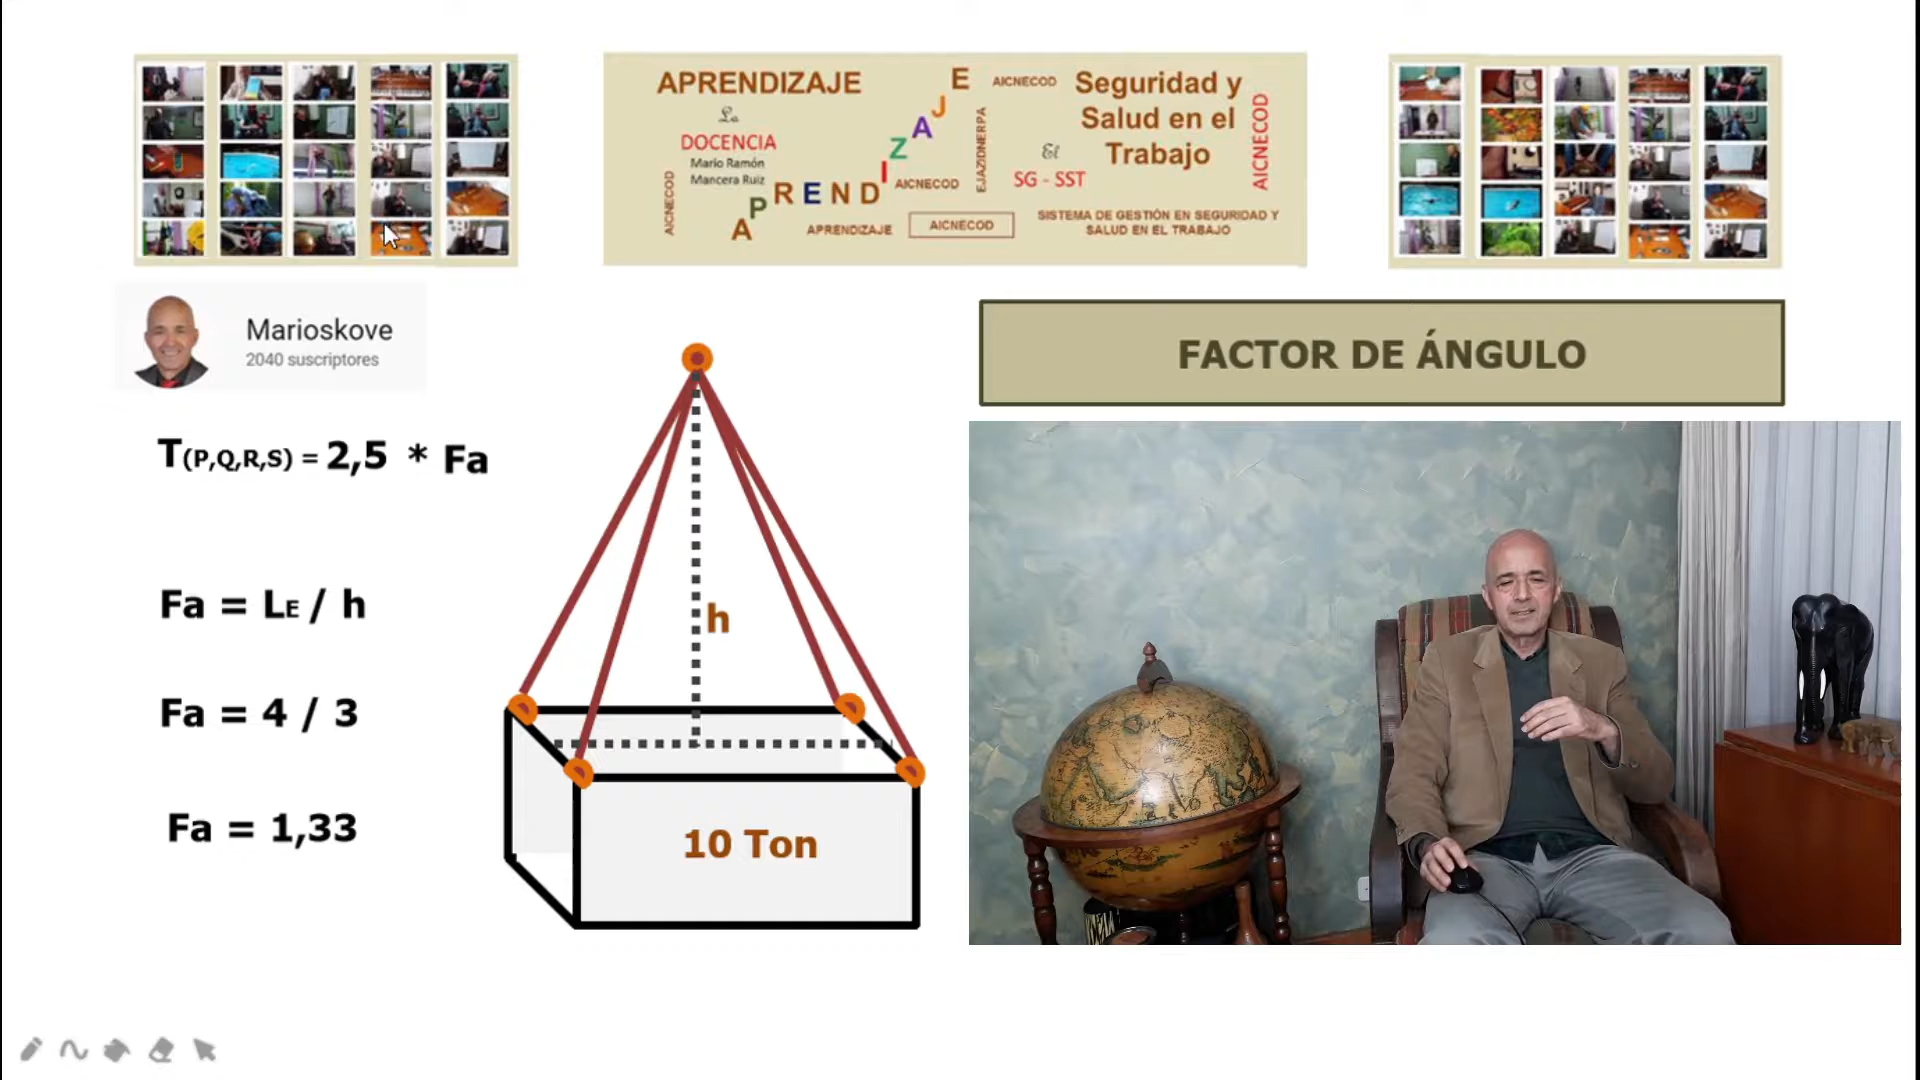 APRENDIZAJE
La
DOCENCIA
Mario Ramón
Mancera Ruiz
AICNECOD
APRENDIZAJE
AICNECOD
APRENDIZAJE
AICNECOD
AICNECOD
EJAZIDNERPA
El
SG - SST
Seguridad y
Salud en el
Trabajo
AICNECOD
SISTEMA DE GESTIÓN EN SEGURIDAD Y
SALUD EN EL TRABAJO
Marioskove
2040 suscriptores
FACTOR DE ÁNGULO
T(P,Q,R,S) = 2,5 * Fa
Fa = LE / h
Fa = 4 / 3
Fa = 1,33
h
10 Ton